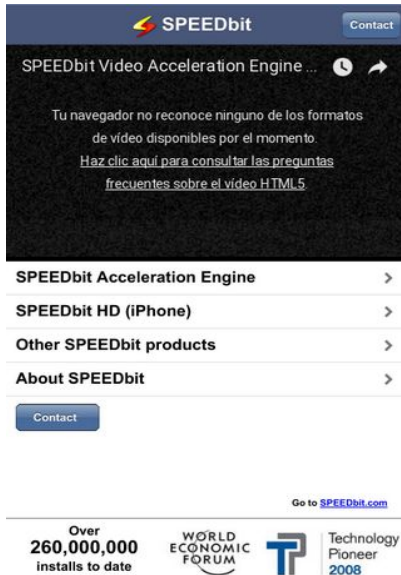 SPEEDbit
Contact
SPEEDbit Video Acceleration Engine ...
Tu navegador no reconoce ninguno de los formatos
de vídeo disponibles por el momento.
Haz clic aquí para consultar las preguntas
frecuentes sobre el vídeo HTML5.
SPEEDbit Acceleration Engine
SPEEDbit HD (iPhone)
Other SPEEDbit products
About SPEEDbit
Contact
Go to SPEEDbit.com
Over
260,000,000
installs to date
WORLD
ECONOMIC
FORUM
TP
Technology
Pioneer
2008